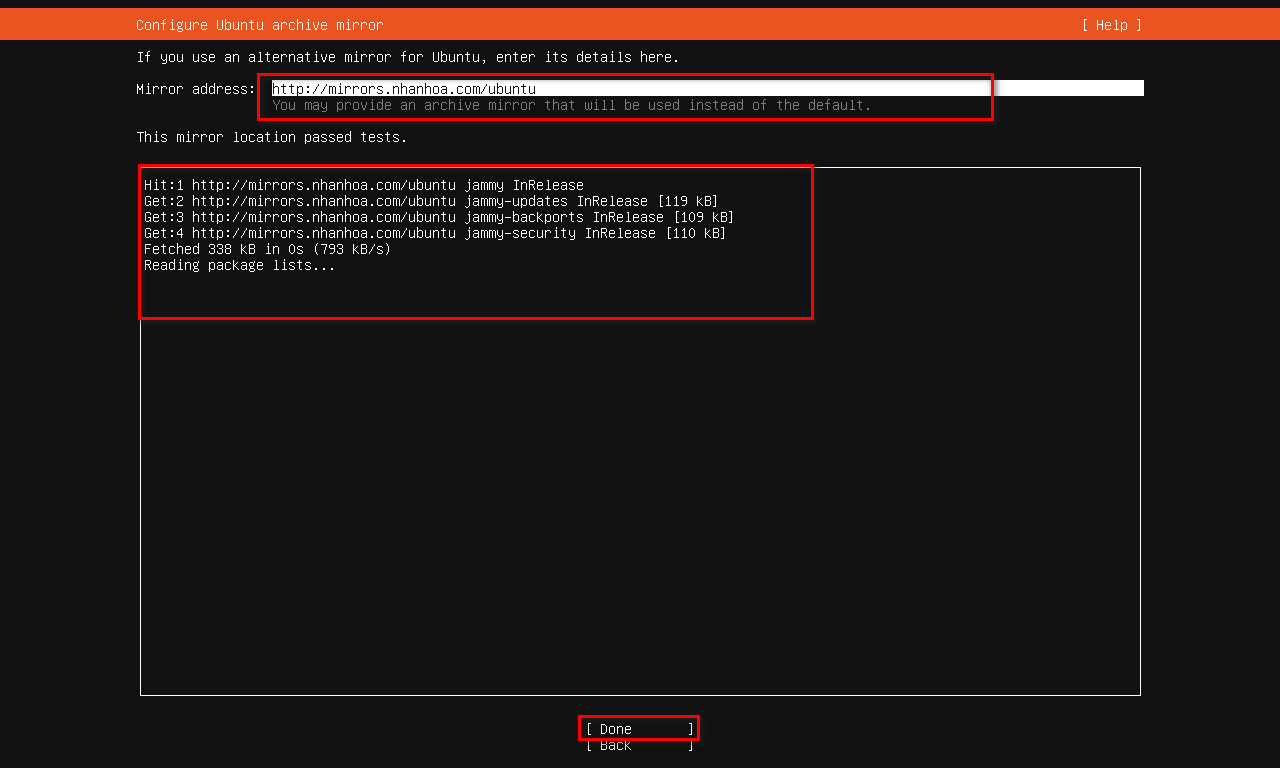 Configure Ubuntu archive mirror [ Help ]
If you use an alternative mirror for Ubuntu, enter its details here.
Mirror address: http://mirrors.nhanhoa.com/ubuntu
You may provide an archive mirror that will be used instead of the default.
This mirror location passed tests.
Hit:1 http://mirrors.nhanhoa.com/ubuntu jammy InRelease
Get:2 http://mirrors.nhanhoa.com/ubuntu jammy-updates InRelease [119 kB]
Get:3 http://mirrors.nhanhoa.com/ubuntu jammy-backports InRelease [109 kB]
Get:4 http://mirrors.nhanhoa.com/ubuntu jammy-security InRelease [110 kB]
Fetched 338 kB in 0s (793 kB/s)
Reading package lists...
[ Done ]
[ Back ]